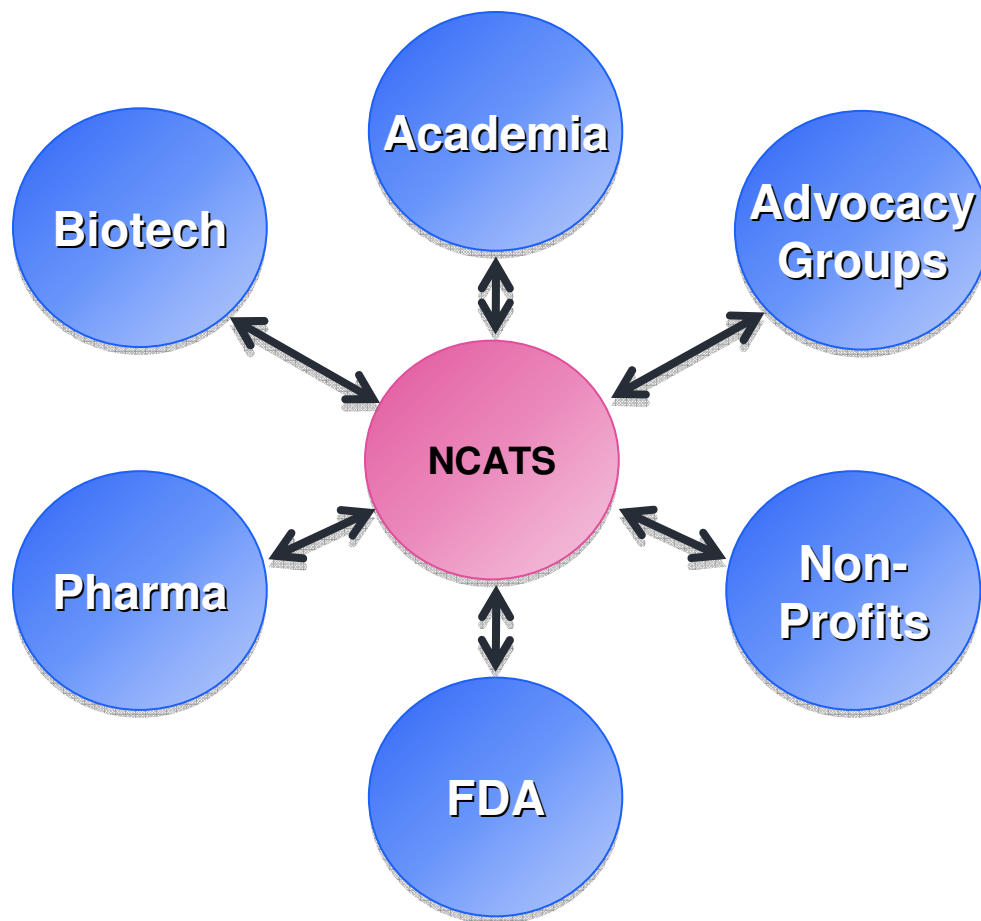 Academia
Biotech
Advocacy
Groups
NCATS
Pharma
Non-
Profits
FDA